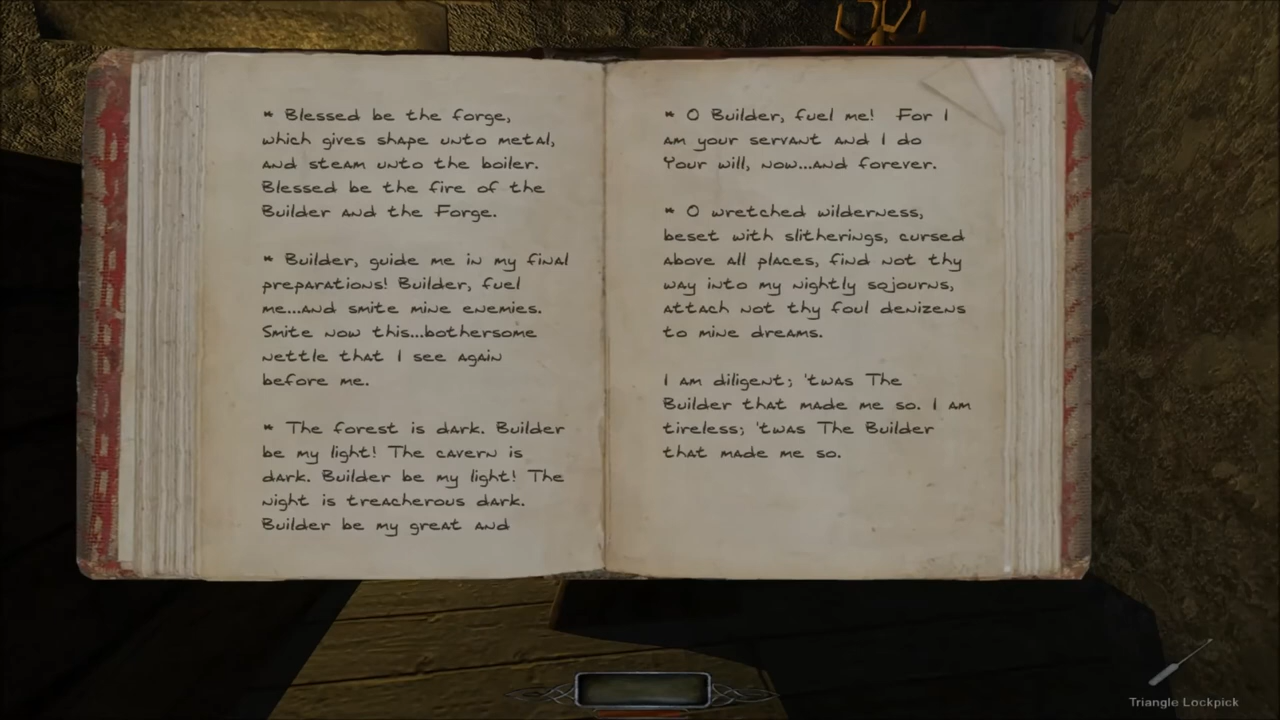 * Blessed be the forge,
which gives shape unto metal,
and steam unto the boiler.
Blessed be the fire of the
Builder and the Forge.
* Builder, guide me in my final
preparations! Builder, fuel
me...and smite mine enemies.
Smite now this...bothersome
nettle that I see again
before me.
* The forest is dark. Builder
be my light! The cavern is
dark. Builder be my light! The
night is treacherous dark.
Builder be my great and
* O Builder, fuel me! For I
am your servant and I do
Your will, now...and forever.
* O wretched wilderness,
beset with slitherings, cursed
above all places, find not thy
way into my nightly sojourns,
attach not thy foul denizens
to mine dreams.
I am diligent; 'twas The
Builder that made me so. I am
tireless; 'twas The Builder
that made me so.
Triangle Lockpick